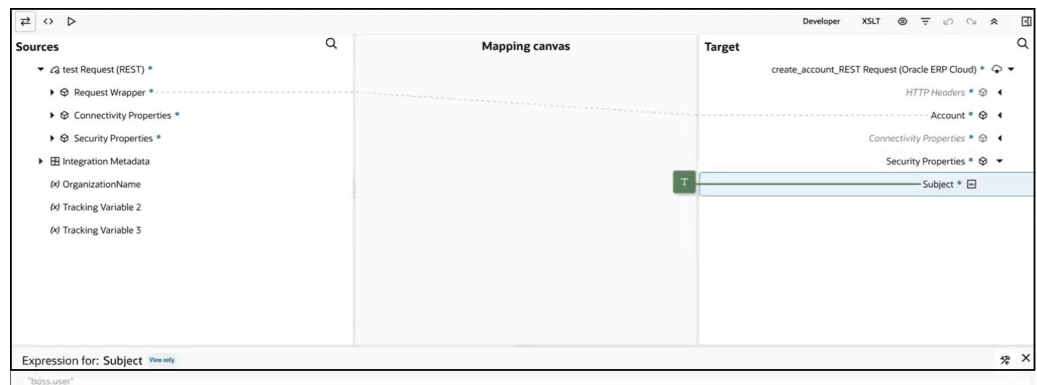 Developer XSLT
Sources
Mapping canvas
Target
test Request (REST) *
create_account_REST Request (Oracle ERP Cloud) *
Request Wrapper *
HTTP Headers *
Connectivity Properties *
Account *
Security Properties *
Connectivity Properties *
Integration Metadata
Security Properties *
(x) OrganizationName
T
Subject *
(x) Tracking Variable 2
(x) Tracking Variable 3
Expression for: Subject View only
"boss.user"